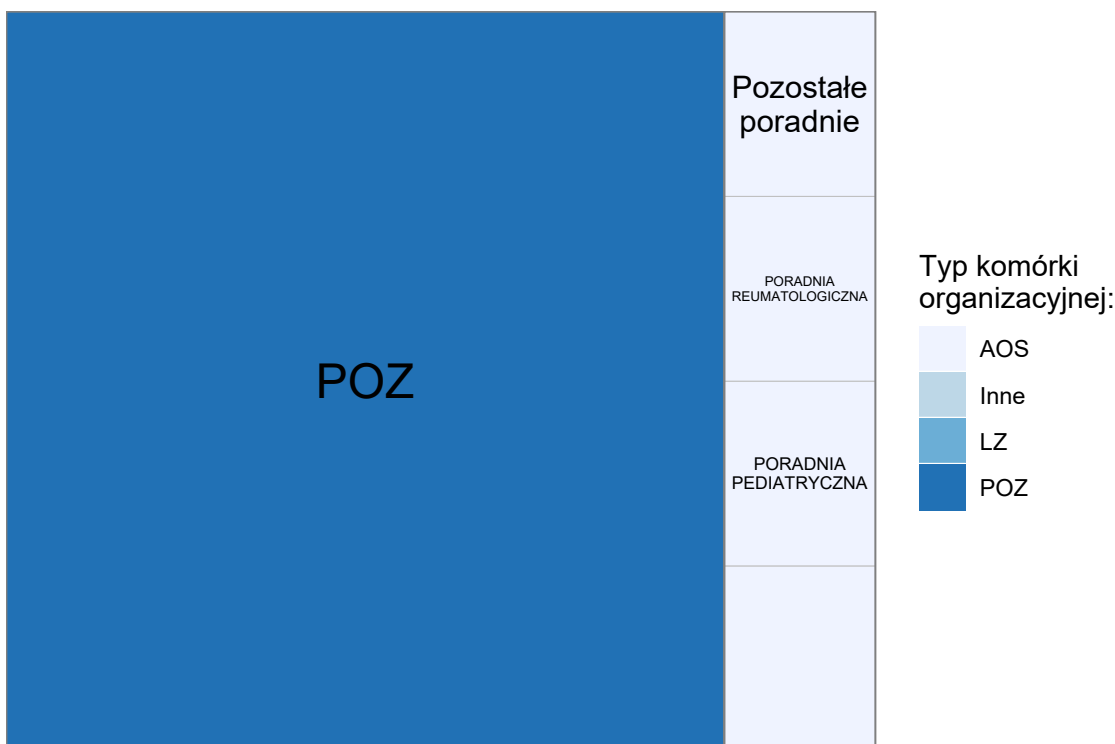 Pozostałe
poradnie
PORADNIA
REUMATOLOGICZNA
POZ
PORADNIA
PEDIATRYCZNA
Typ komórki
organizacyjnej:
AOS
Inne
LZ
POZ